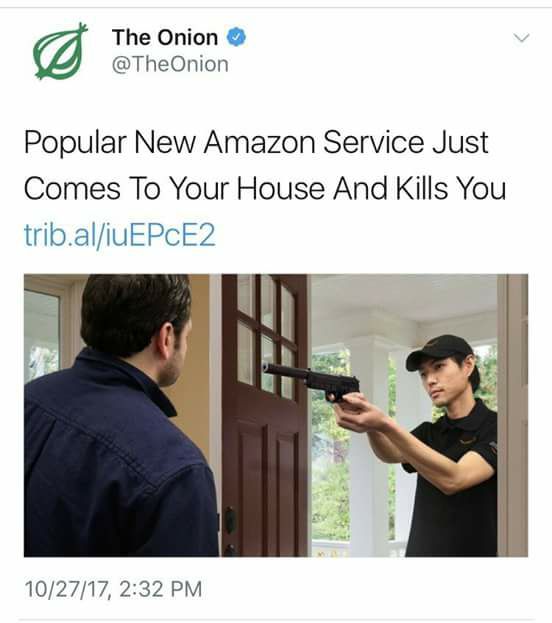 The Onion
@TheOnion
Popular New Amazon Service Just
Comes To Your House And Kills You
trib.al/iuEPcE2
10/27/17, 2:32 PM